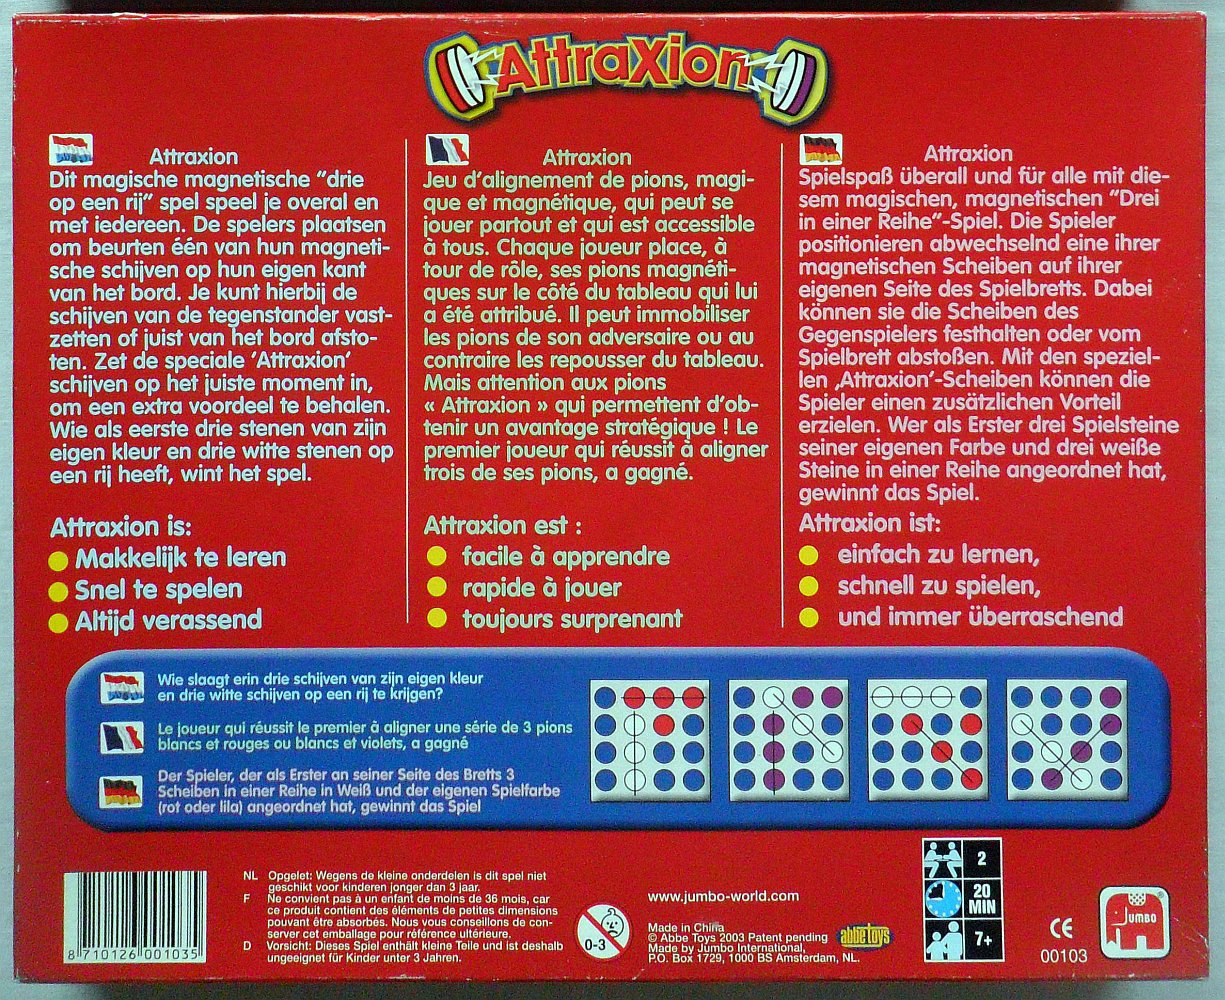 AttraXion
Attraxion
Dit magische magnetische “drie
op een rij” spel speel je overal en
met iedereen. De spelers plaatsen
om beurten één van hun magneti-
sche schijven op hun eigen kant
van het bord. Je kunt hierbij de
schijven van de tegenstander vast-
zetten of juist van het bord afsto-
ten. Zet de speciale ‘Attraxion’
schijven op het juiste moment in,
om een extra voordeel te behalen.
Wie als eerste drie stenen van zijn
eigen kleur en drie witte stenen op
een rij heeft, wint het spel.
Attraxion is:
Makkelijk te leren
Snel te spelen
Altijd verassend
Attraxion
Jeu d’alignement de pions, magi-
que et magnétique, qui peut se
jouer partout et qui est accessible
à tous. Chaque joueur place, à
tour de rôle, ses pions magnéti-
ques sur le côté du tableau qui lui
a été attribué. Il peut immobiliser
les pions de son adversaire ou au
contraire les repousser du tableau.
Mais attention aux pions
« Attraxion » qui permettent d’ob-
tenir un avantage stratégique ! Le
premier joueur qui réussit à aligner
trois de ses pions, a gagné.
Attraxion est :
facile à apprendre
rapide à jouer
toujours surprenant
Attraxion
Spielspaß überall und für alle mit die-
sem magischen, magnetischen “Drei
in einer Reihe”-Spiel. Die Spieler
positionieren abwechselnd eine ihrer
magnetischen Scheiben auf ihrer
eigenen Seite des Spielbretts. Dabei
können sie die Scheiben des
Gegenspielers festhalten oder vom
Spielbrett abstoßen. Mit den speziel-
len ‚Attraxion’-Scheiben können die
Spieler einen zusätzlichen Vorteil
erzielen. Wer als Erster drei Spielsteine
seiner eigenen Farbe und drei weiße
Steine in einer Reihe angeordnet hat,
gewinnt das Spiel.
Attraxion ist:
einfach zu lernen,
schnell zu spielen,
und immer überraschend
Wie slaagt erin drie schijven van zijn eigen kleur
en drie witte schijven op een rij te krijgen?
Le joueur qui réussit le premier à aligner une série de 3 pions
blancs et rouges ou blancs et violets, a gagné
Der Spieler, der als Erster an seiner Seite des Bretts 3
Scheiben in einer Reihe in Weiß und der eigenen Spielfarbe
(rot oder lila) angeordnet hat, gewinnt das Spiel
8 710126 001035
NL Opgelet: Wegens de kleine onderdelen is dit spel niet
geschikt voor kinderen jonger dan 3 jaar.
F Ne convient pas à un enfant de moins de 36 mois, car
ce produit contient des éléments de petites dimensions
pouvant être absorbés. Nous vous conseillons de con-
server cet emballage pour référence ultérieure.
D Vorsicht: Dieses Spiel enthält kleine Teile und ist deshalb
ungeeignet für Kinder unter 3 Jahren.
0-3
www.jumbo-world.com
Made in China
© Abbe Toys 2003 Patent pending
Made by Jumbo International,
P.O. Box 1729, 1000 BS Amsterdam, NL.
abbe toys
2
20
MIN
7+
CE
00103
Jumbo